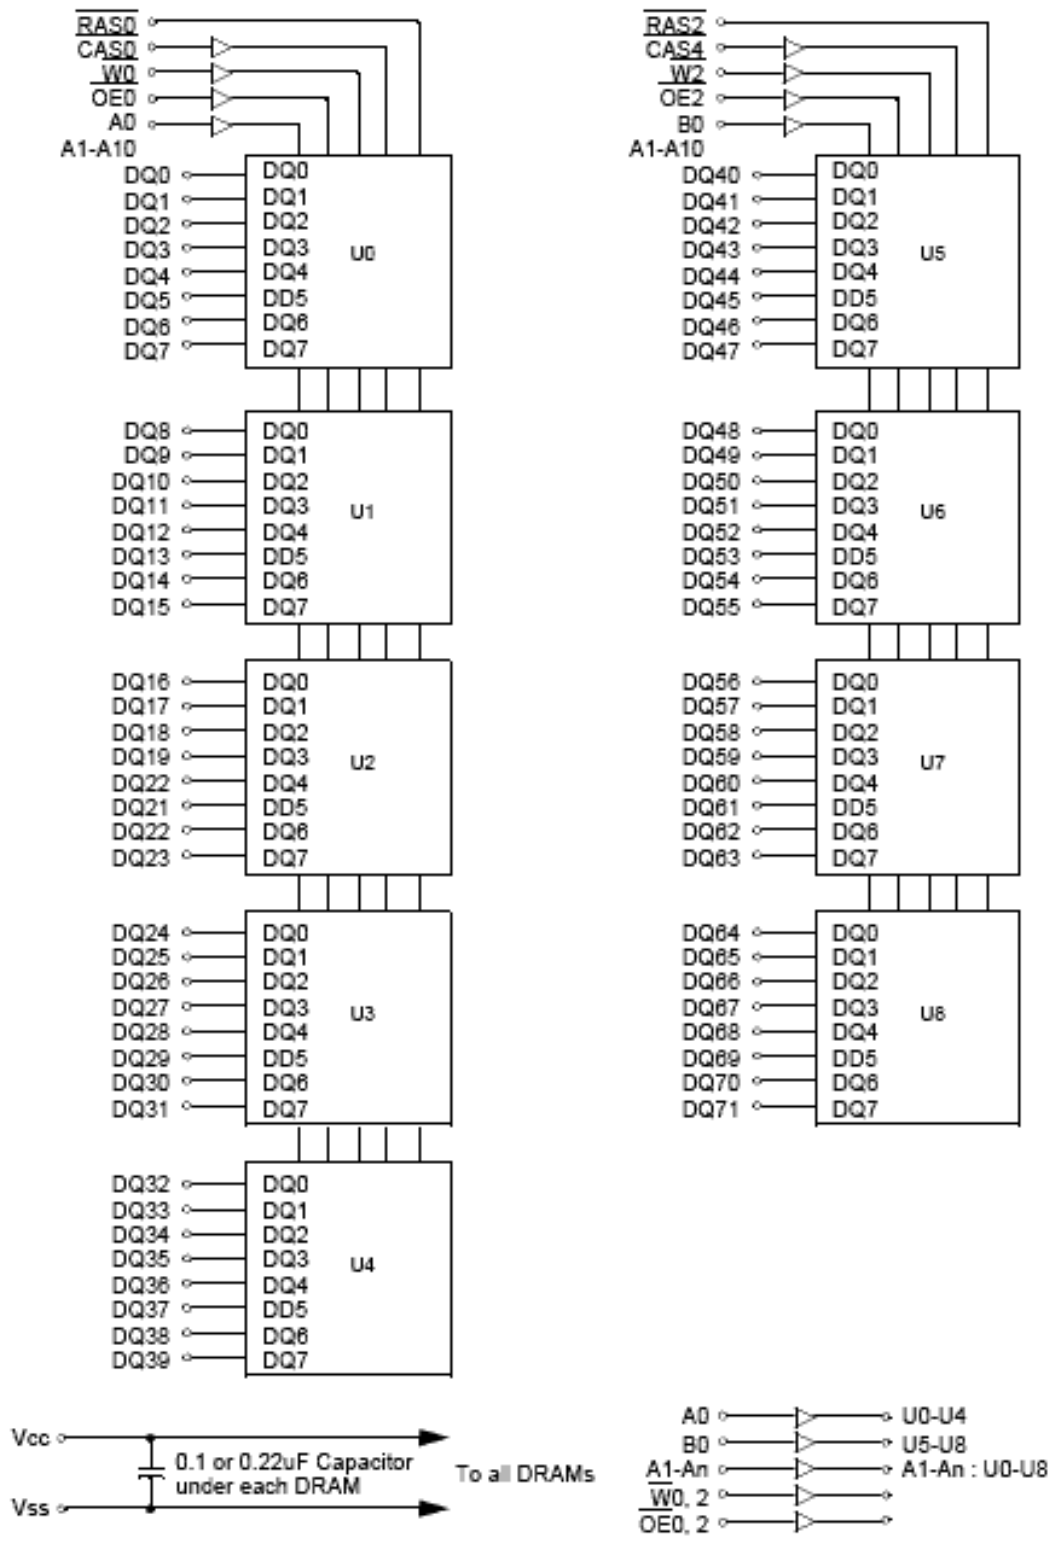 RAS0
CAS0
W0
OE0
A0
A1-A10
DQ0 DQ0
DQ1 DQ1
DQ2 DQ2
DQ3 DQ3 U0
DQ4 DQ4
DQ5 DD5
DQ6 DQ6
DQ7 DQ7
DQ8 DQ0
DQ9 DQ1
DQ10 DQ2
DQ11 DQ3 U1
DQ12 DQ4
DQ13 DD5
DQ14 DQ6
DQ15 DQ7
DQ16 DQ0
DQ17 DQ1
DQ18 DQ2
DQ19 DQ3 U2
DQ22 DQ4
DQ21 DD5
DQ22 DQ6
DQ23 DQ7
DQ24 DQ0
DQ25 DQ1
DQ26 DQ2
DQ27 DQ3 U3
DQ28 DQ4
DQ29 DD5
DQ30 DQ6
DQ31 DQ7
DQ32 DQ0
DQ33 DQ1
DQ34 DQ2
DQ35 DQ3 U4
DQ36 DQ4
DQ37 DD5
DQ38 DQ6
DQ39 DQ7
RAS2
CAS4
W2
OE2
B0
A1-A10
DQ40 DQ0
DQ41 DQ1
DQ42 DQ2
DQ43 DQ3 U5
DQ44 DQ4
DQ45 DD5
DQ46 DQ6
DQ47 DQ7
DQ48 DQ0
DQ49 DQ1
DQ50 DQ2
DQ51 DQ3 U6
DQ52 DQ4
DQ53 DD5
DQ54 DQ6
DQ55 DQ7
DQ56 DQ0
DQ57 DQ1
DQ58 DQ2
DQ59 DQ3 U7
DQ60 DQ4
DQ61 DD5
DQ62 DQ6
DQ63 DQ7
DQ64 DQ0
DQ65 DQ1
DQ66 DQ2
DQ67 DQ3 U8
DQ68 DQ4
DQ69 DD5
DQ70 DQ6
DQ71 DQ7
Vcc
0.1 or 0.22uF Capacitor
under each DRAM
To all DRAMs
Vss
A0 U0-U4
B0 U5-U8
A1-An A1-An : U0-U8
W0, 2
OE0, 2